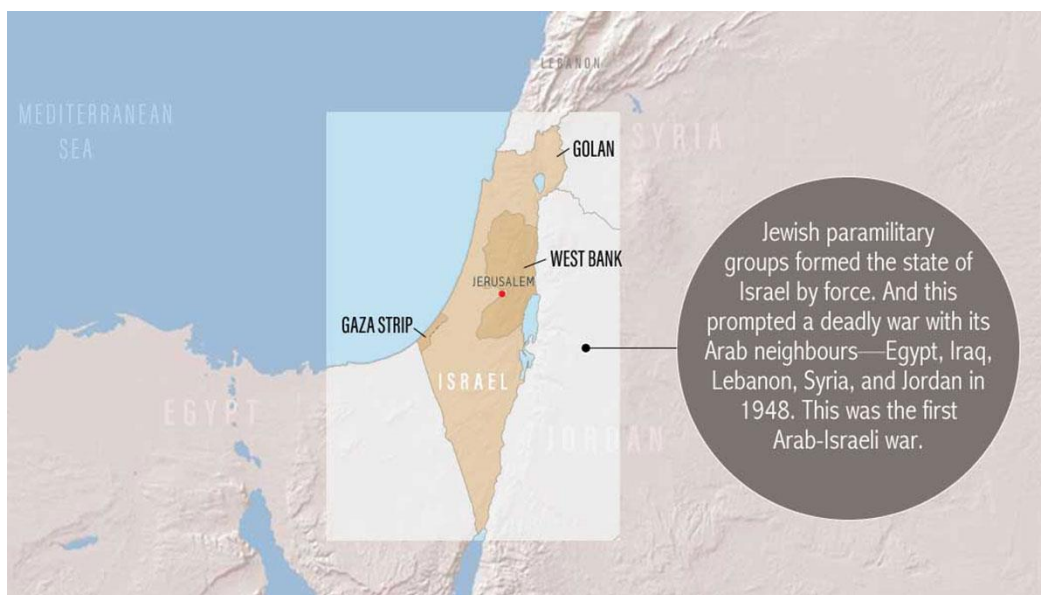 LEBANON
MEDITERRANEAN
SEA
SYRIA
GOLAN
WEST BANK
JERUSALEM
GAZA STRIP
ISRAEL
EGYPT
JORDAN
Jewish paramilitary
groups formed the state of
Israel by force. And this
prompted a deadly war with its
Arab neighbours—Egypt, Iraq,
Lebanon, Syria, and Jordan in
1948. This was the first
Arab-Israeli war.